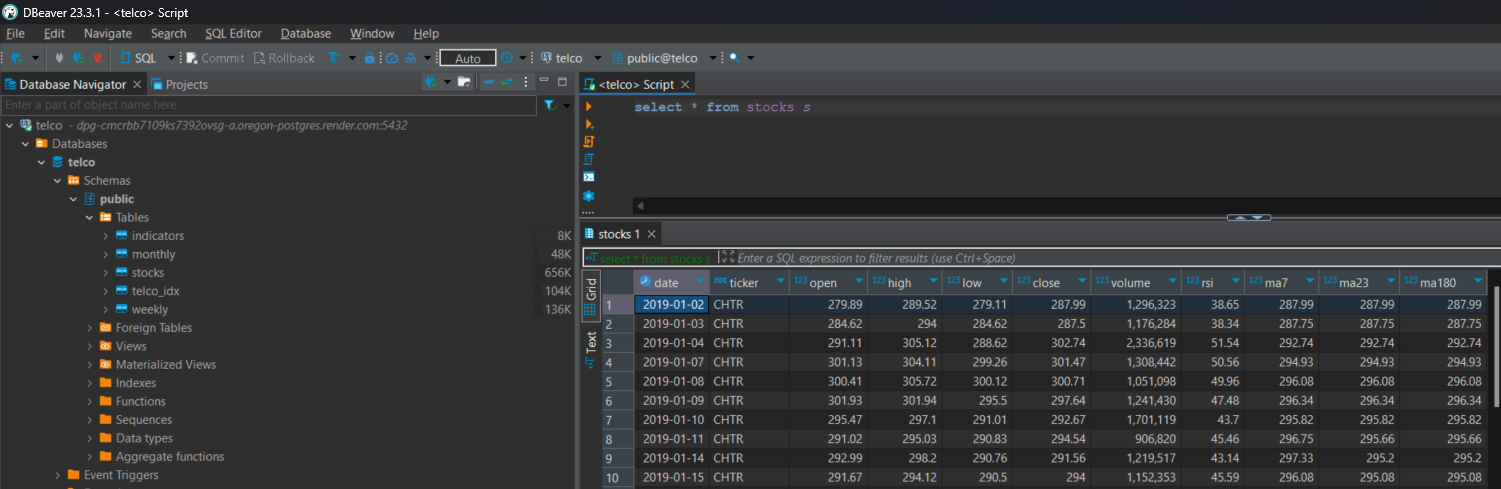 DBeaver 23.3.1 - <telco> Script
File Edit Navigate Search SQL Editor Database Window Help
SQL Commit Rollback Auto telco public@telco
Database Navigator Projects
Enter a part of object name here
telco - dpg-cmcrbb7109ks7392ovsg-a.oregon-postgres.render.com:5432
Databases
telco
Schemas
public
Tables
indicators 8K
monthly 48K
stocks 656K
telco_idx 104K
weekly 136K
Foreign Tables
Views
Materialized Views
Indexes
Functions
Sequences
Data types
Aggregate functions
Event Triggers
<telco> Script
select * from stocks s
stocks 1
select * from stocks s Enter a SQL expression to filter results (use Ctrl+Space)
Grid
Text
date ABC ticker 123 open 123 high 123 low 123 close 123 volume 123 rsi 123 ma7 123 ma23 123 ma180
1 2019-01-02 CHTR 279.89 289.52 279.11 287.99 1,296,323 38.65 287.99 287.99 287.99
2 2019-01-03 CHTR 284.62 294 284.62 287.5 1,176,284 38.34 287.75 287.75 287.75
3 2019-01-04 CHTR 291.11 305.12 288.62 302.74 2,336,619 51.54 292.74 292.74 292.74
4 2019-01-07 CHTR 301.13 304.11 299.26 301.47 1,308,442 50.56 294.93 294.93 294.93
5 2019-01-08 CHTR 300.41 305.72 300.12 300.71 1,051,098 49.96 296.08 296.08 296.08
6 2019-01-09 CHTR 301.93 301.94 295.5 297.64 1,241,430 47.48 296.34 296.34 296.34
7 2019-01-10 CHTR 295.47 297.1 291.01 292.67 1,701,119 43.7 295.82 295.82 295.82
8 2019-01-11 CHTR 291.02 295.03 290.83 294.54 906,820 45.46 296.75 295.66 295.66
9 2019-01-14 CHTR 292.99 298.2 290.76 291.56 1,219,517 43.14 297.33 295.2 295.2
10 2019-01-15 CHTR 291.67 294.12 290.5 294 1,152,353 45.59 296.08 295.08 295.08